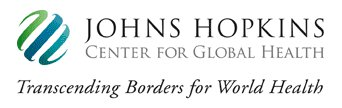 JOHNS HOPKINS
CENTER FOR GLOBAL HEALTH
Transcending Borders for World Health